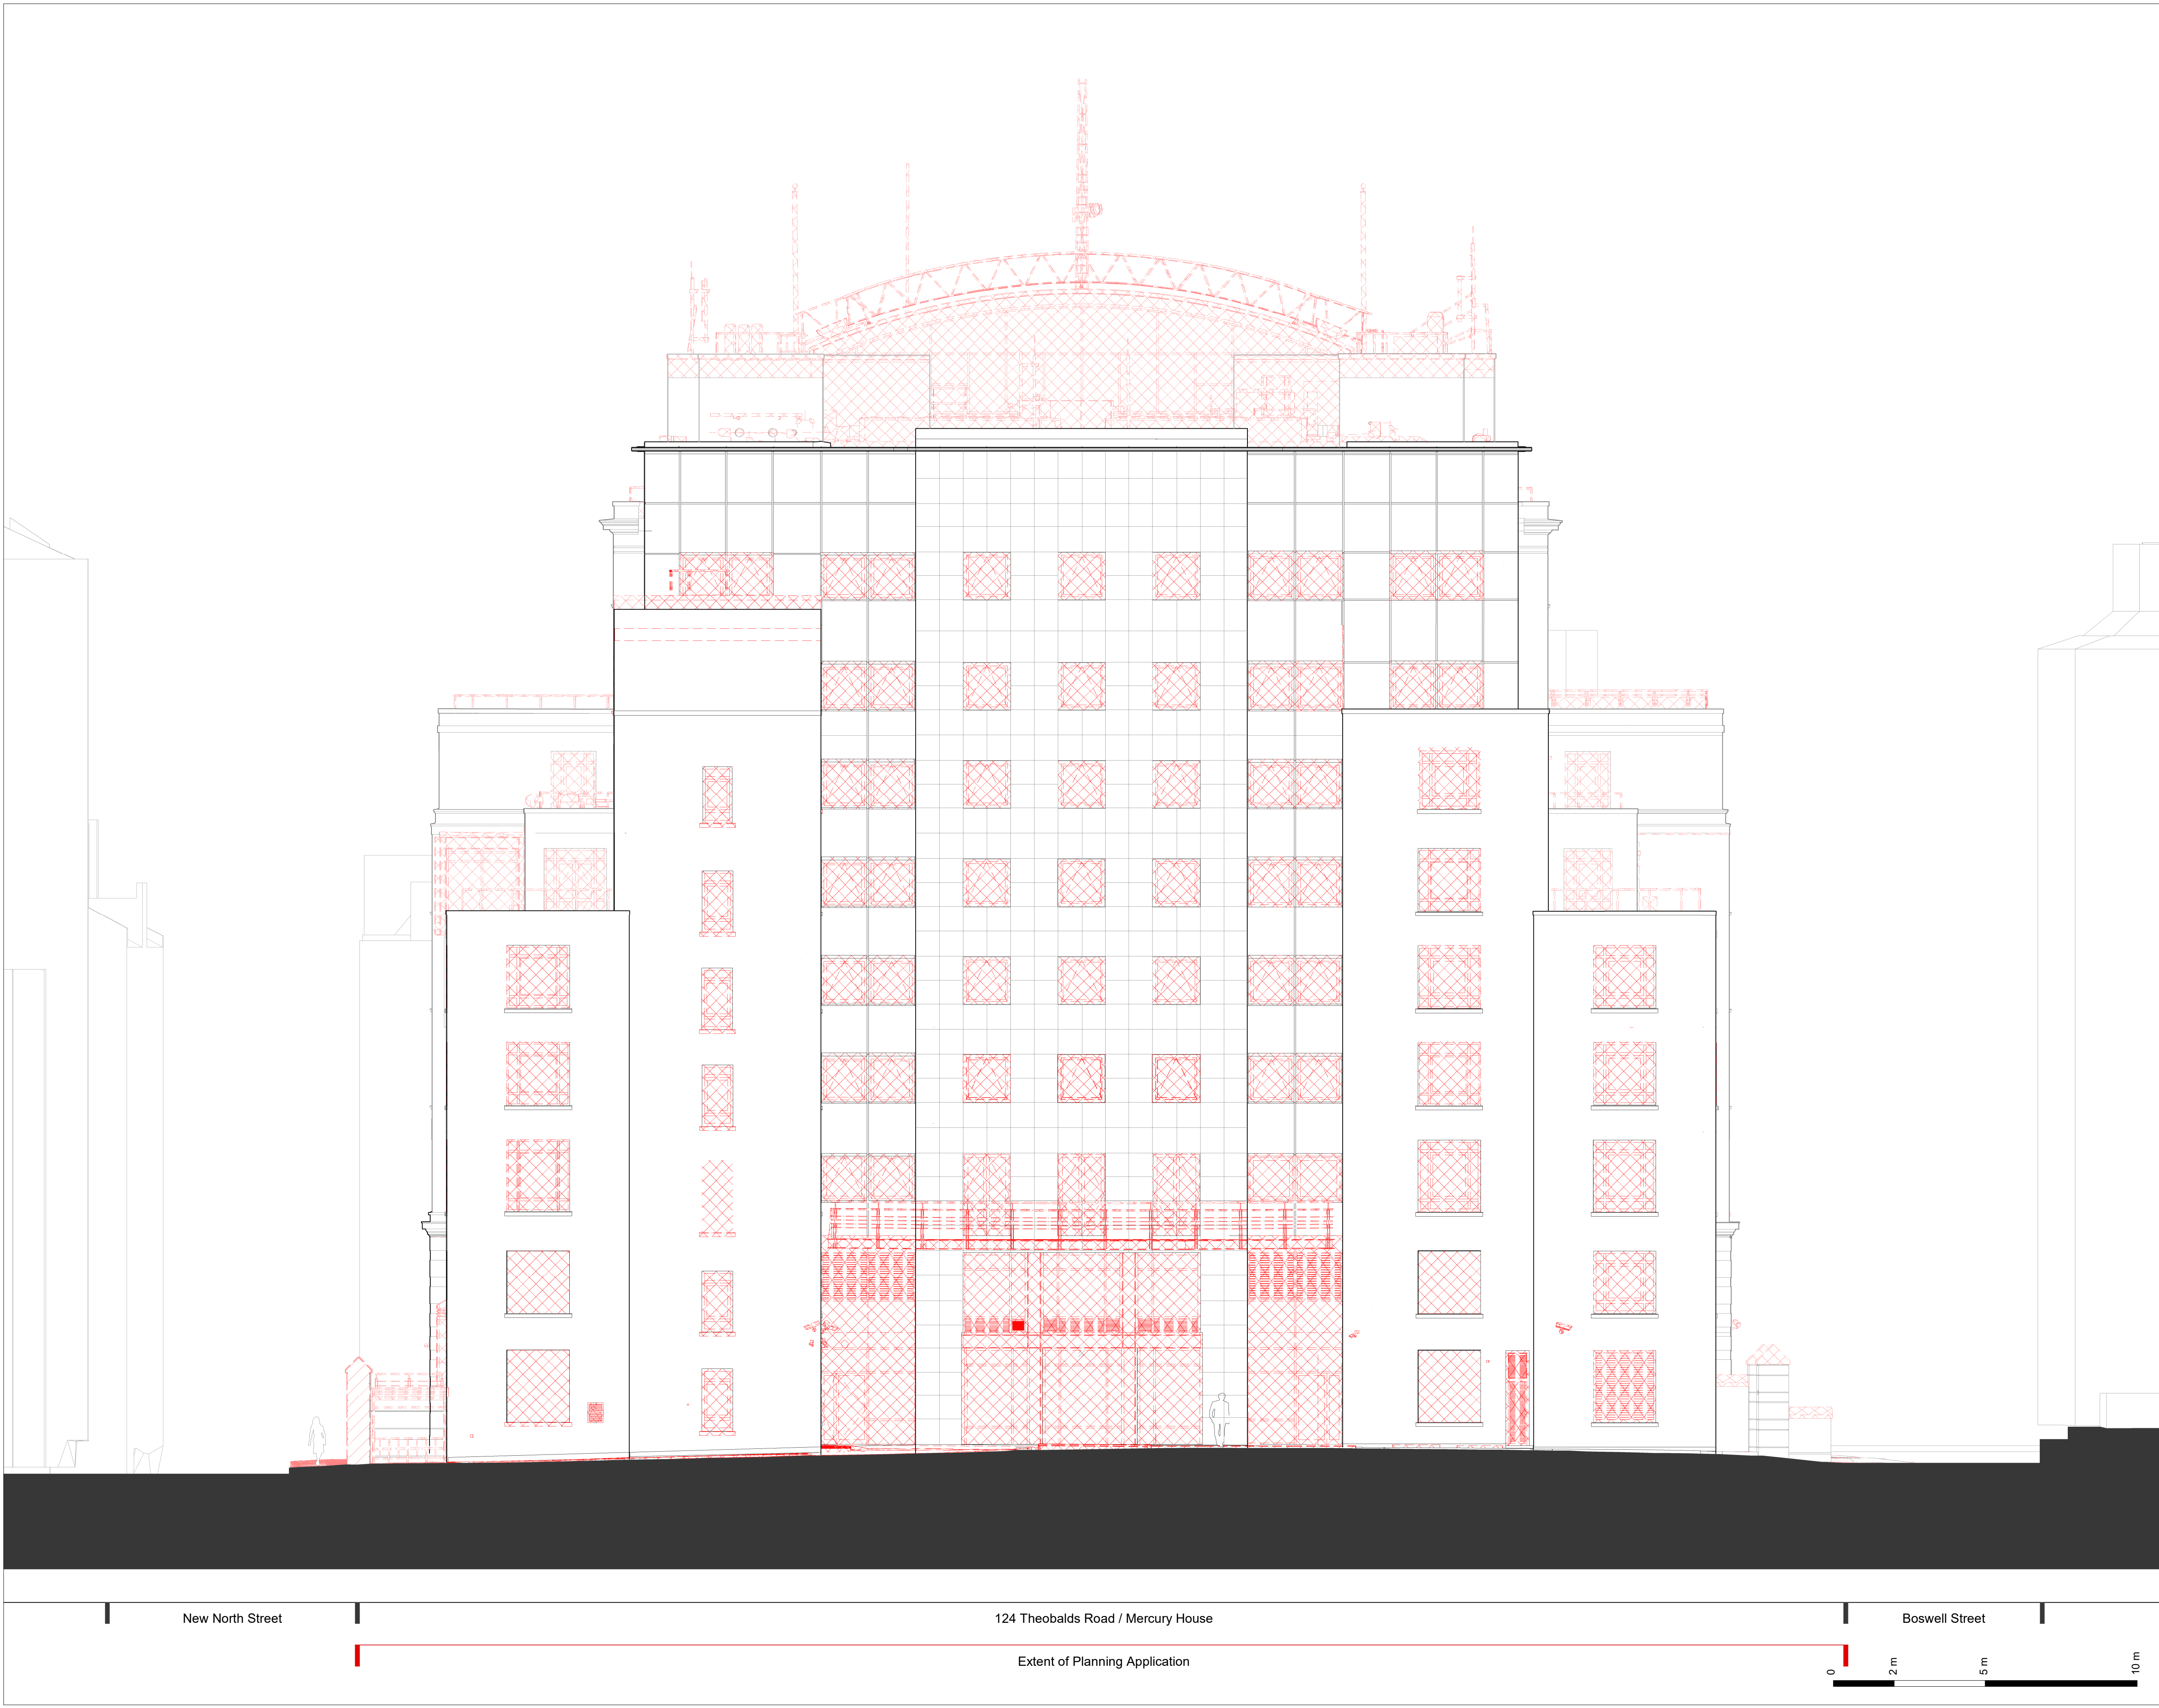 New North Street
124 Theobalds Road / Mercury House
Boswell Street
Extent of Planning Application
0
2 m
5 m
10 m